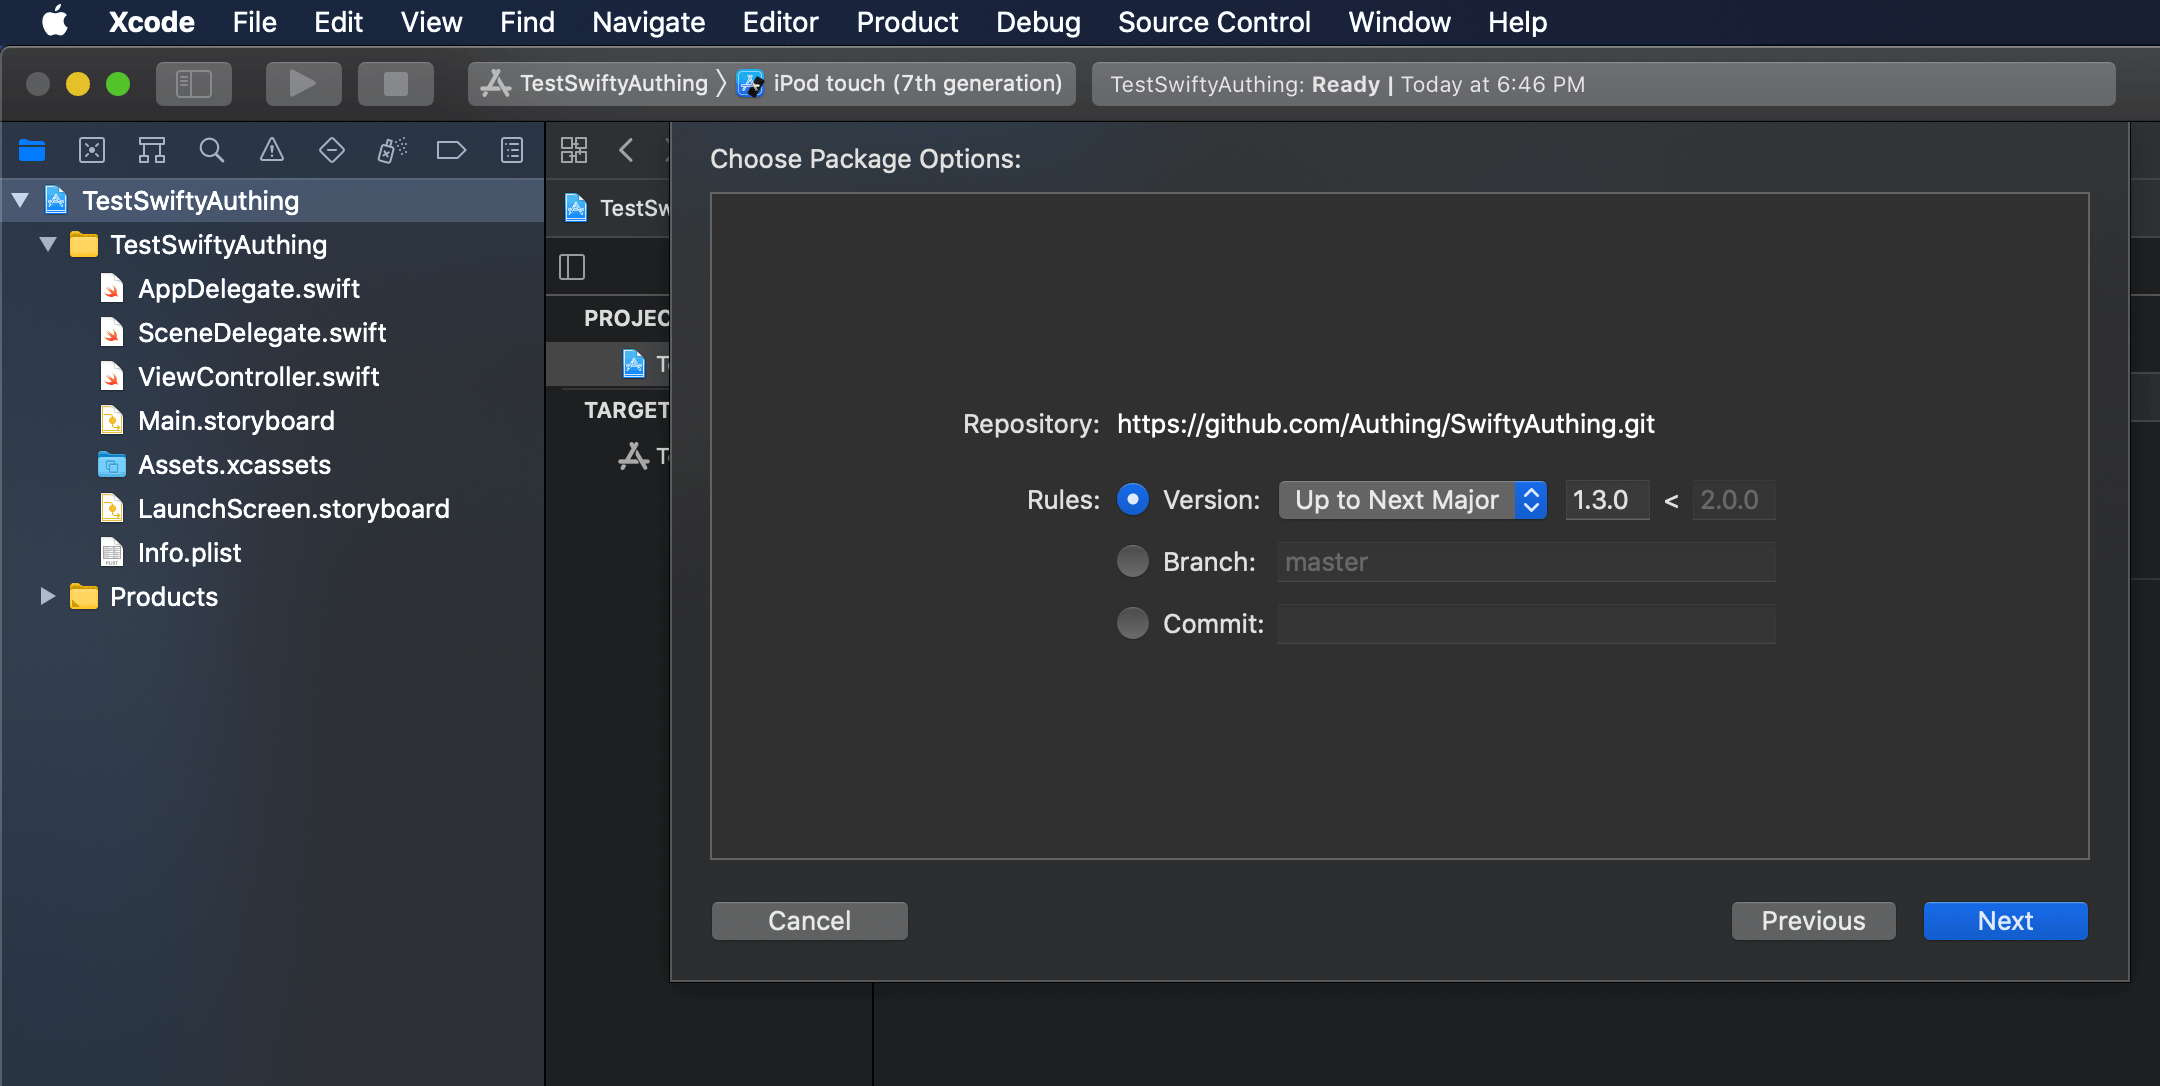 Xcode File Edit View Find Navigate Editor Product Debug Source Control Window Help
TestSwiftyAuthing iPod touch (7th generation) TestSwiftyAuthing: Ready | Today at 6:46 PM
TestSwiftyAuthing
TestSwiftyAuthing
AppDelegate.swift
SceneDelegate.swift
ViewController.swift
Main.storyboard
Assets.xcassets
LaunchScreen.storyboard
Info.plist
Products
TestSw
PROJEC
T
TARGET
T
Choose Package Options:
Repository: https://github.com/Authing/SwiftyAuthing.git
Rules: Version: Up to Next Major 1.3.0 < 2.0.0
Branch: master
Commit:
Cancel Previous Next